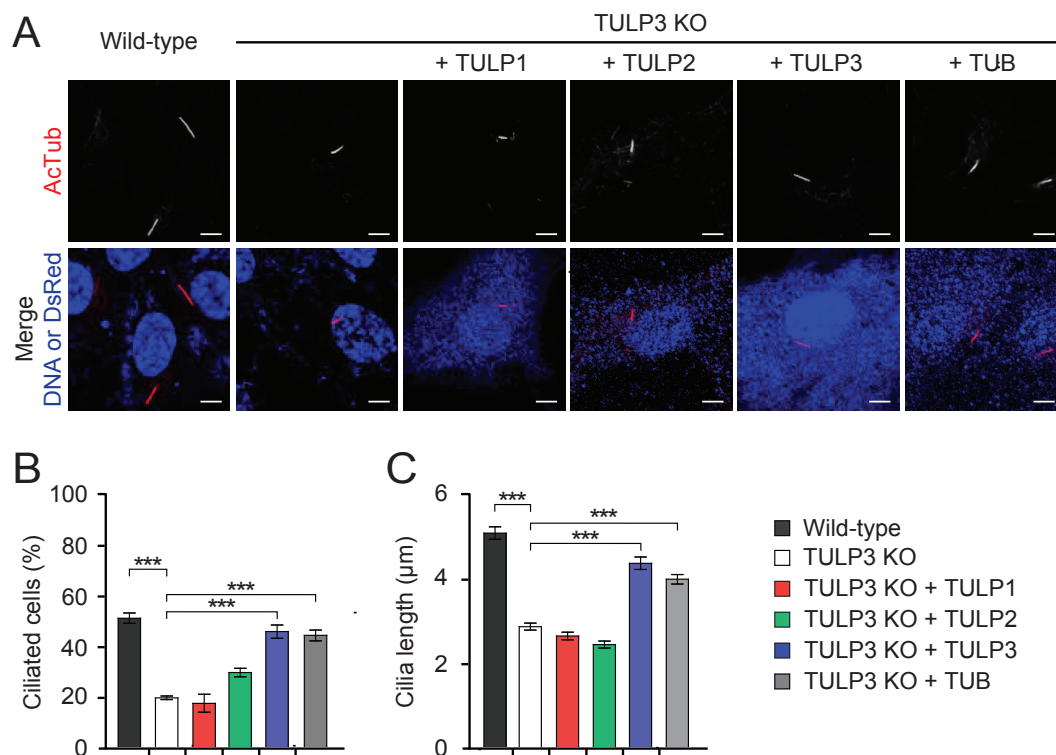 A
Wild-type
TULP3 KO
+ TULP1
+ TULP2
+ TULP3
+ TUB
AcTub
Merge
DNA or DsRed
B
Ciliated cells (%)
100
80
60
40
20
0
***
***
***
C
Cilia length (µm)
6
4
2
0
***
***
***
Wild-type
TULP3 KO
TULP3 KO + TULP1
TULP3 KO + TULP2
TULP3 KO + TULP3
TULP3 KO + TUB